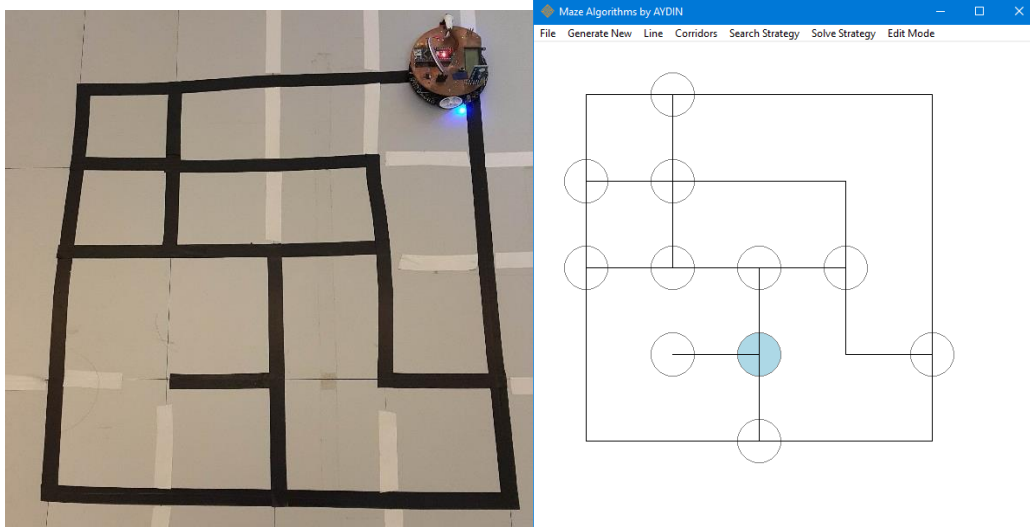 Maze Algorithms by AYDIN
File Generate New Line Corridors Search Strategy Solve Strategy Edit Mode